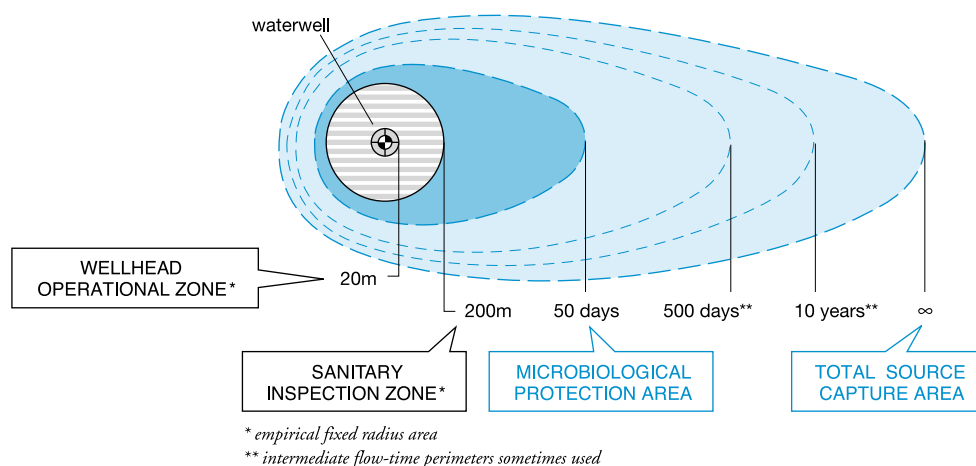 waterwell
WELLHEAD
OPERATIONAL ZONE*
20m
200m
50 days
500 days**
10 years**
∞
SANITARY
INSPECTION ZONE*
MICROBIOLOGICAL
PROTECTION AREA
TOTAL SOURCE
CAPTURE AREA
* empirical fixed radius area
** intermediate flow-time perimeters sometimes used